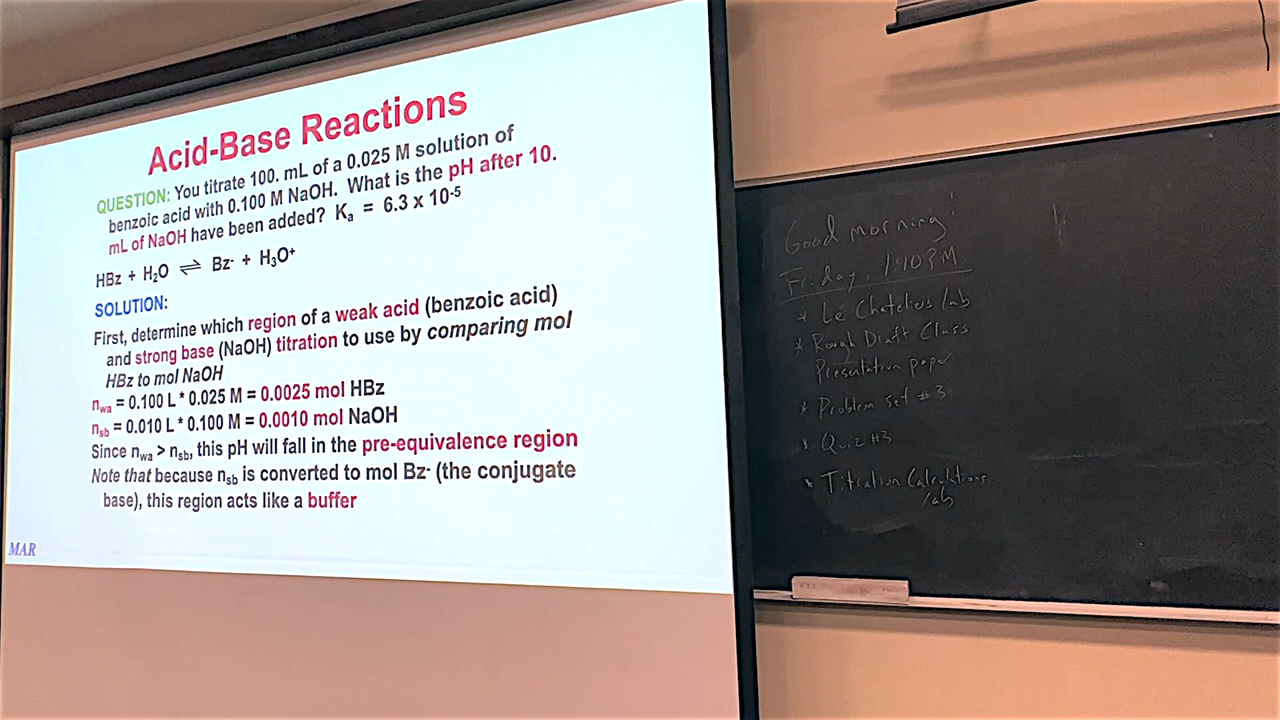 Acid-Base Reactions
QUESTION: You titrate 100. mL of a 0.025 M solution of
benzoic acid with 0.100 M NaOH. What is the pH after 10.
mL of NaOH have been added? Kₐ = 6.3 x 10⁻⁵
HBz + H₂O ⇌ Bz⁻ + H₃O⁺
SOLUTION:
First, determine which region of a weak acid (benzoic acid)
and strong base (NaOH) titration to use by comparing mol
HBz to mol NaOH
n_wa = 0.100 L * 0.025 M = 0.0025 mol HBz
n_sb = 0.010 L * 0.100 M = 0.0010 mol NaOH
Since n_wa > n_sb, this pH will fall in the pre-equivalence region
Note that because n_sb is converted to mol Bz⁻ (the conjugate
base), this region acts like a buffer
MAR
Good morning!
Friday, 1:10 PM
* Le Chateliers lab
* Rough Draft Class
Presentation paper
* Problem set #3
* Quiz #3
* Titration Calculations
lab